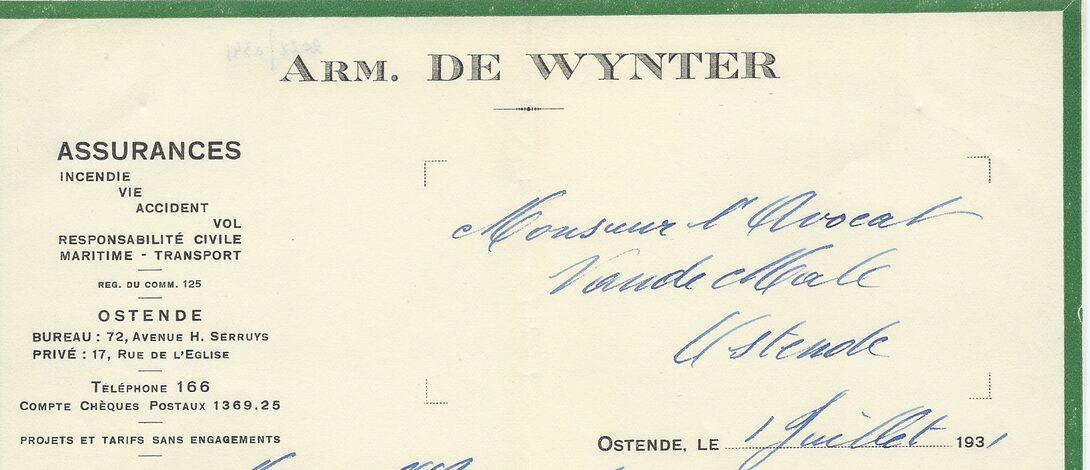 ARM. DE WYNTER
ASSURANCES
INCENDIE
VIE
ACCIDENT
VOL
RESPONSABILITÉ CIVILE
MARITIME - TRANSPORT
REG. DU COMM. 125
OSTENDE
BUREAU : 72, AVENUE H. SERRUYS
PRIVÉ : 17, RUE DE L'EGLISE
TÉLÉPHONE 166
COMPTE CHÈQUES POSTAUX 1369.25
PROJETS ET TARIFS SANS ENGAGEMENTS
Monsieur l'Avocat
Vande Male
Ostende
OSTENDE, LE 1 Juillet 1931